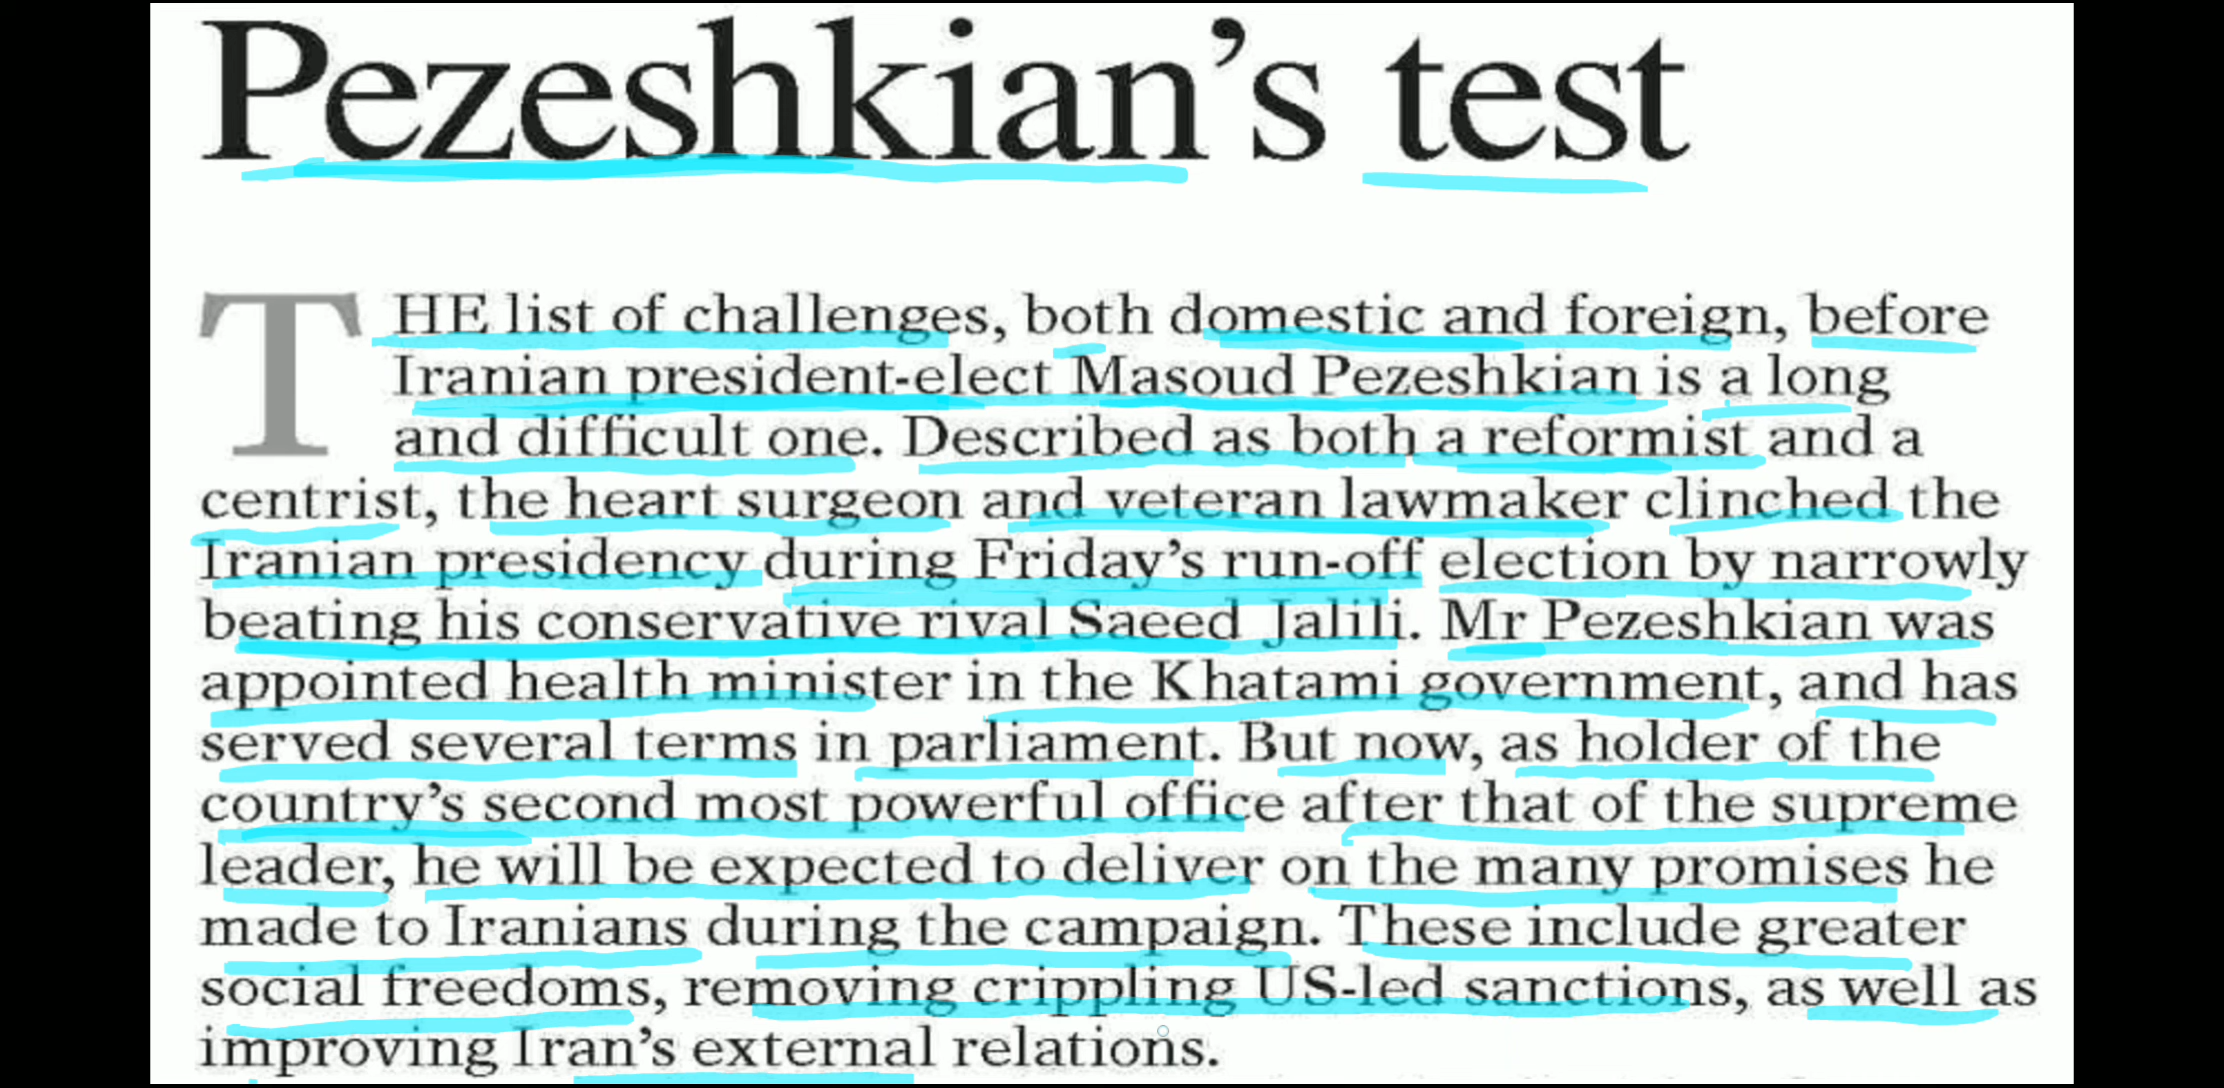 Pezeshkian’s test
THE list of challenges, both domestic and foreign, before
Iranian president-elect Masoud Pezeshkian is a long
and difficult one. Described as both a reformist and a
centrist, the heart surgeon and veteran lawmaker clinched the
Iranian presidency during Friday’s run-off election by narrowly
beating his conservative rival Saeed Jalili. Mr Pezeshkian was
appointed health minister in the Khatami government, and has
served several terms in parliament. But now, as holder of the
country’s second most powerful office after that of the supreme
leader, he will be expected to deliver on the many promises he
made to Iranians during the campaign. These include greater
social freedoms, removing crippling US-led sanctions, as well as
improving Iran’s external relations.